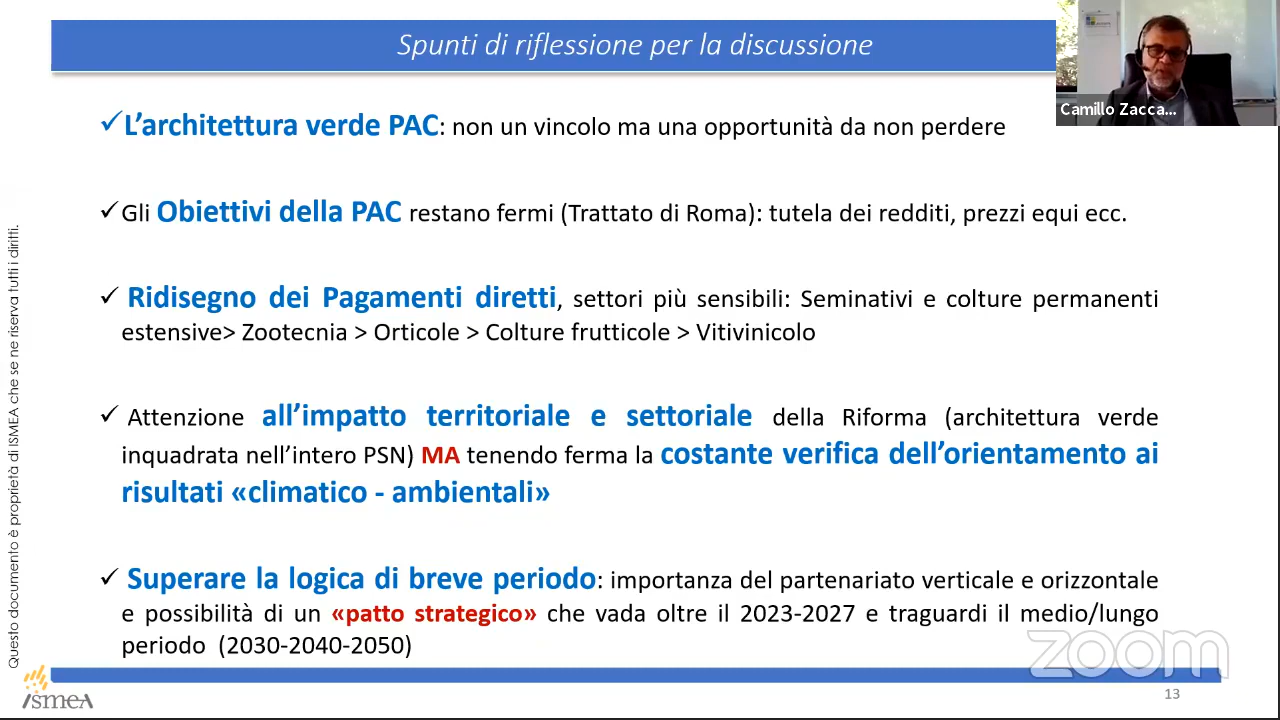 Spunti di riflessione per la discussione
Camillo Zacca...
✓L’architettura verde PAC: non un vincolo ma una opportunità da non perdere
✓Gli Obiettivi della PAC restano fermi (Trattato di Roma): tutela dei redditi, prezzi equi ecc.
✓ Ridisegno dei Pagamenti diretti, settori più sensibili: Seminativi e colture permanenti
estensive> Zootecnia > Orticole > Colture frutticole > Vitivinicolo
✓ Attenzione all’impatto territoriale e settoriale della Riforma (architettura verde
inquadrata nell’intero PSN) MA tenendo ferma la costante verifica dell’orientamento ai
risultati «climatico - ambientali»
✓ Superare la logica di breve periodo: importanza del partenariato verticale e orizzontale
e possibilità di un «patto strategico» che vada oltre il 2023-2027 e traguardi il medio/lungo
periodo (2030-2040-2050)
Questo documento è proprietà di ISMEA che se ne riserva tutti i diritti.
zoom
ismeA
13